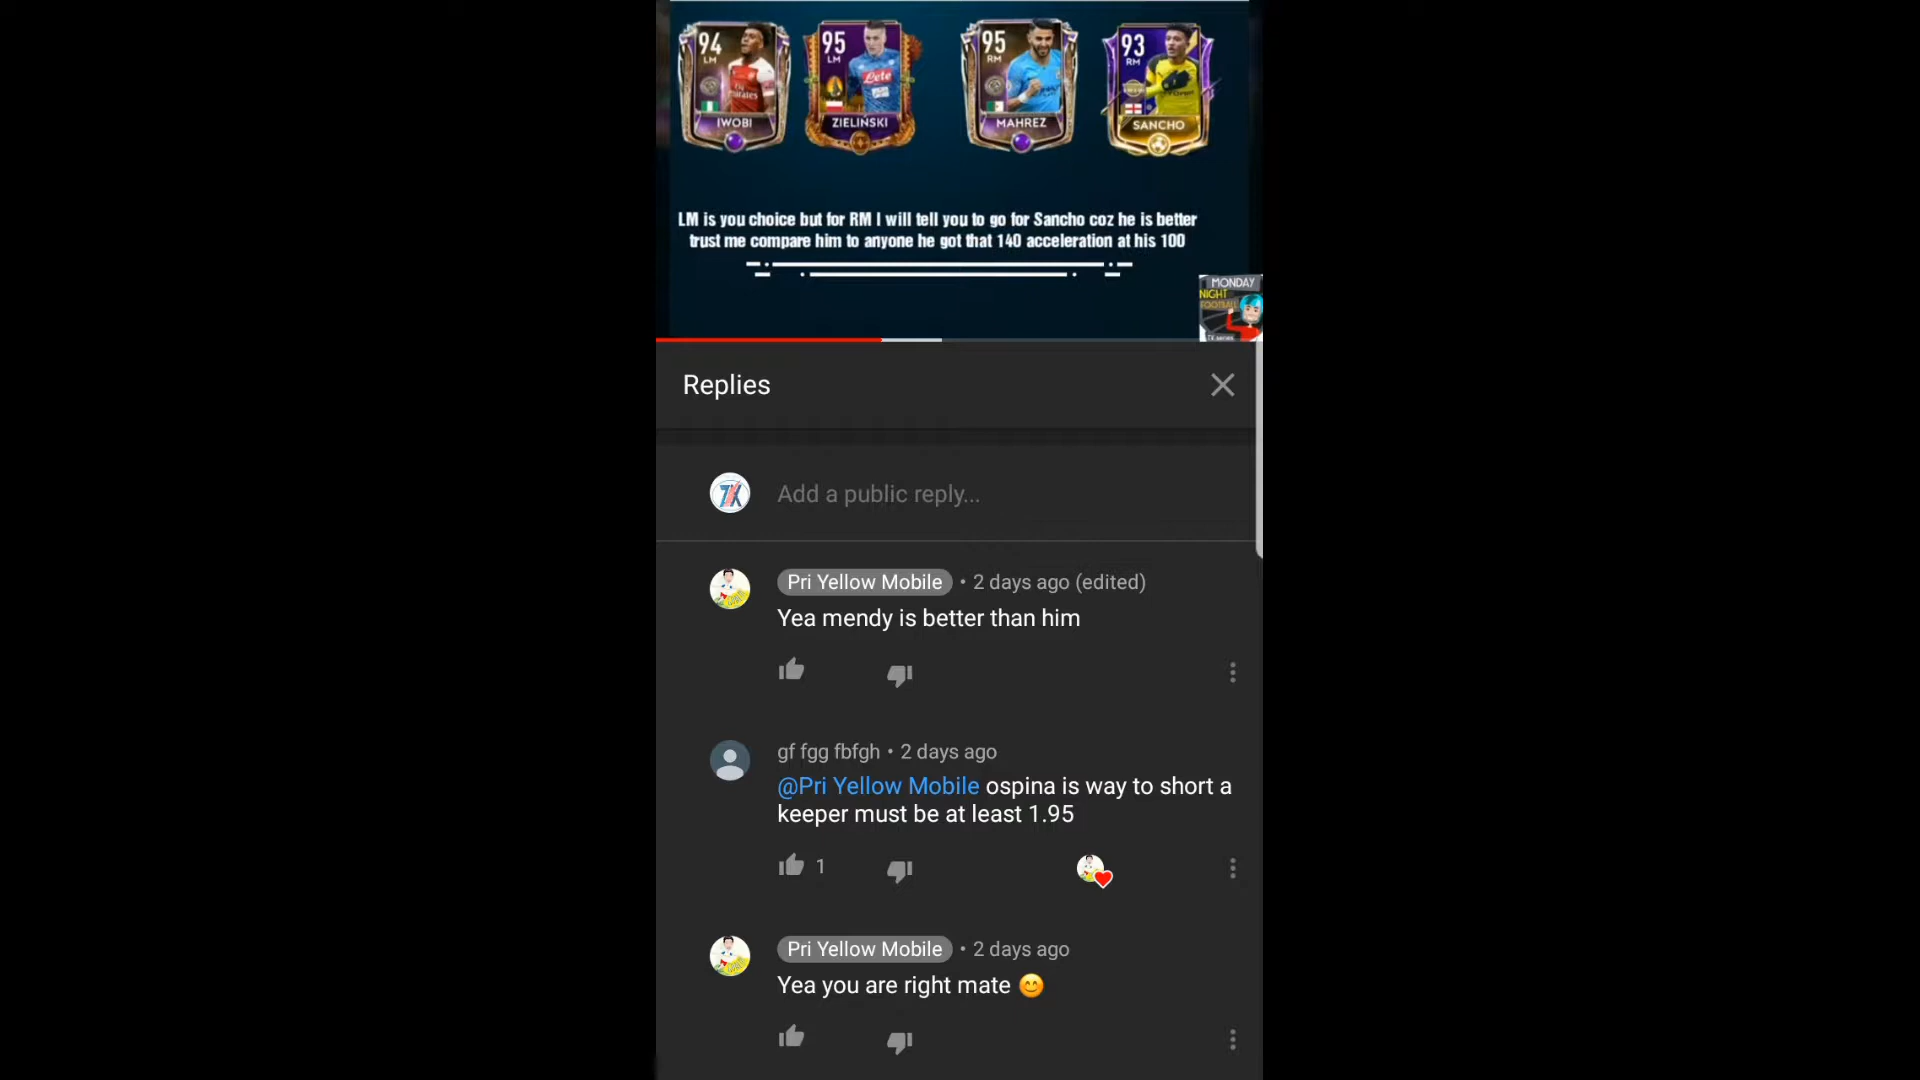 94
LM
IWOBI
95
LM
Lete
ZIELIŃSKI
95
RM
MAHREZ
93
RM
SANCHO
LM is you choice but for RM I will tell you to go for Sancho coz he is better
trust me compare him to anyone he got that 140 acceleration at his 100
MONDAY
NIGHT
FOOTBALL
Replies
Add a public reply...
Pri Yellow Mobile • 2 days ago (edited)
Yea mendy is better than him
gf fgg fbfgh • 2 days ago
@Pri Yellow Mobile ospina is way to short a
keeper must be at least 1.95
1
Pri Yellow Mobile • 2 days ago
Yea you are right mate 😊